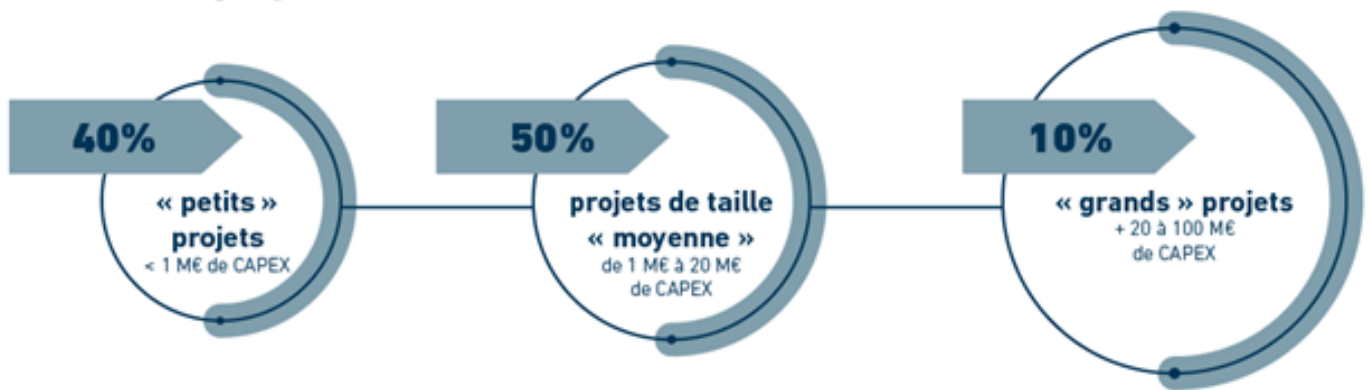 40%
« petits »
projets
< 1 M€ de CAPEX
50%
projets de taille
« moyenne »
de 1 M€ à 20 M€
de CAPEX
10%
« grands » projets
+ 20 à 100 M€
de CAPEX